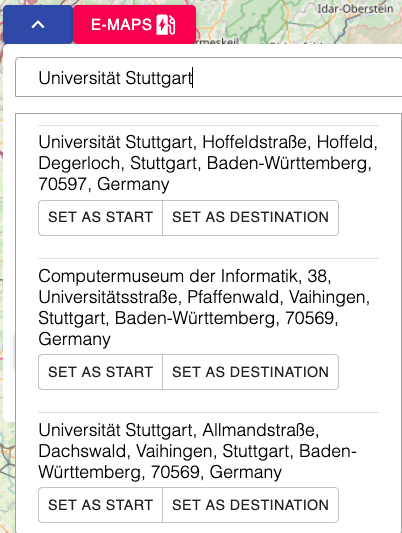 Idar-Oberstein
E-MAPS
Universität Stuttgart
Universität Stuttgart, Hoffeldstraße, Hoffeld,
Degerloch, Stuttgart, Baden-Württemberg,
70597, Germany
SET AS START SET AS DESTINATION
Computermuseum der Informatik, 38,
Universitätsstraße, Pfaffenwald, Vaihingen,
Stuttgart, Baden-Württemberg, 70569,
Germany
SET AS START SET AS DESTINATION
Universität Stuttgart, Allmandstraße,
Dachswald, Vaihingen, Stuttgart, Baden-
Württemberg, 70569, Germany
SET AS START SET AS DESTINATION